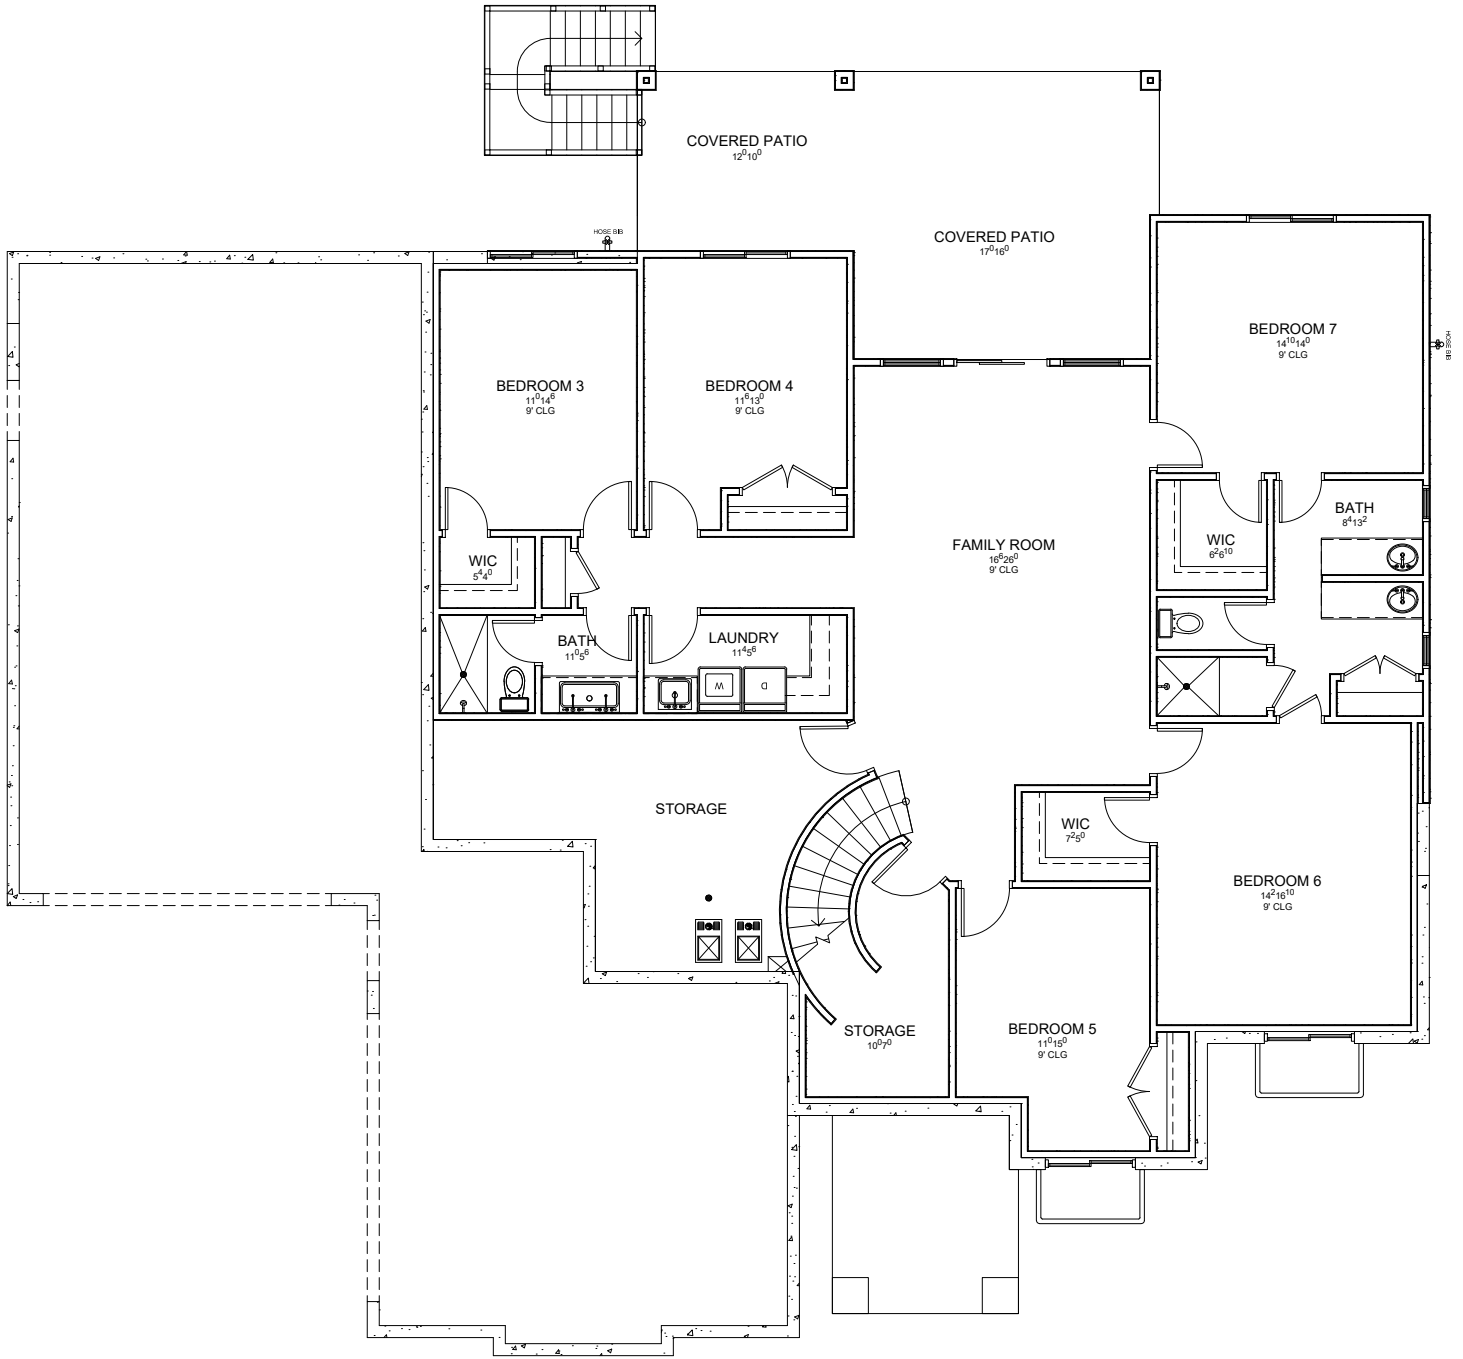 COVERED PATIO
12⁰10⁰
HOSE BIB
COVERED PATIO
17⁰16⁰
BEDROOM 7
14¹⁰14⁰
9' CLG
HOSE BIB
BEDROOM 3
11⁰14⁶
9' CLG
BEDROOM 4
11⁶13⁰
9' CLG
BATH
8⁴13²
WIC
6²6¹⁰
FAMILY ROOM
16⁶26⁰
9' CLG
WIC
5⁴4⁰
BATH
11⁰5⁶
LAUNDRY
11⁴5⁶
W
D
STORAGE
WIC
7²5⁰
BEDROOM 6
14²16¹⁰
9' CLG
STORAGE
10⁰7⁰
BEDROOM 5
11⁰15⁰
9' CLG